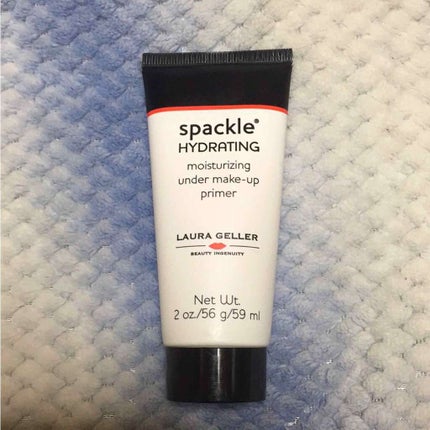 spackle®
HYDRATING
moisturizing
under make-up
primer
LAURA GELLER
BEAUTY INGENUITY
Net Wt.
2 oz./56 g/59 ml